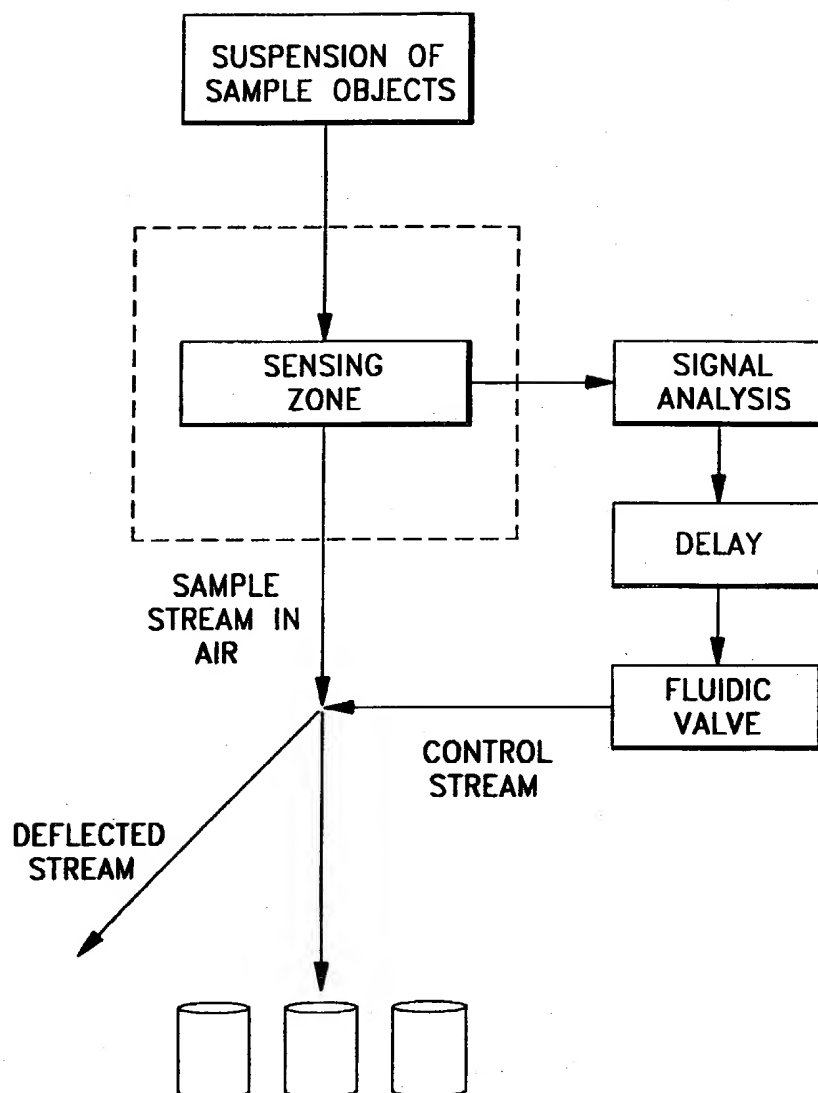 SUSPENSION OF
SAMPLE OBJECTS
SENSING
ZONE
SIGNAL
ANALYSIS
DELAY
SAMPLE
STREAM IN
AIR
FLUIDIC
VALVE
CONTROL
STREAM
DEFLECTED
STREAM